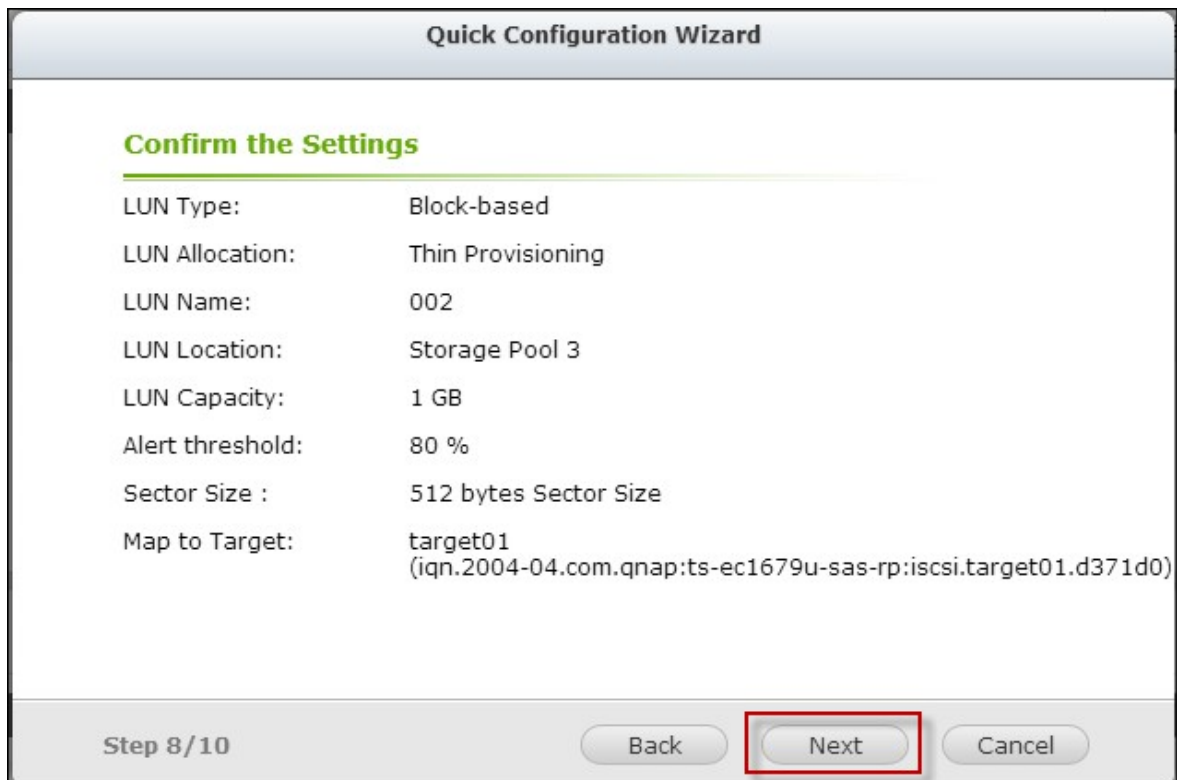 Quick Configuration Wizard
Confirm the Settings
LUN Type: Block-based
LUN Allocation: Thin Provisioning
LUN Name: 002
LUN Location: Storage Pool 3
LUN Capacity: 1 GB
Alert threshold: 80 %
Sector Size : 512 bytes Sector Size
Map to Target: target01
(iqn.2004-04.com.qnap:ts-ec1679u-sas-rp:iscsi.target01.d371d0)
Step 8/10 Back Next Cancel